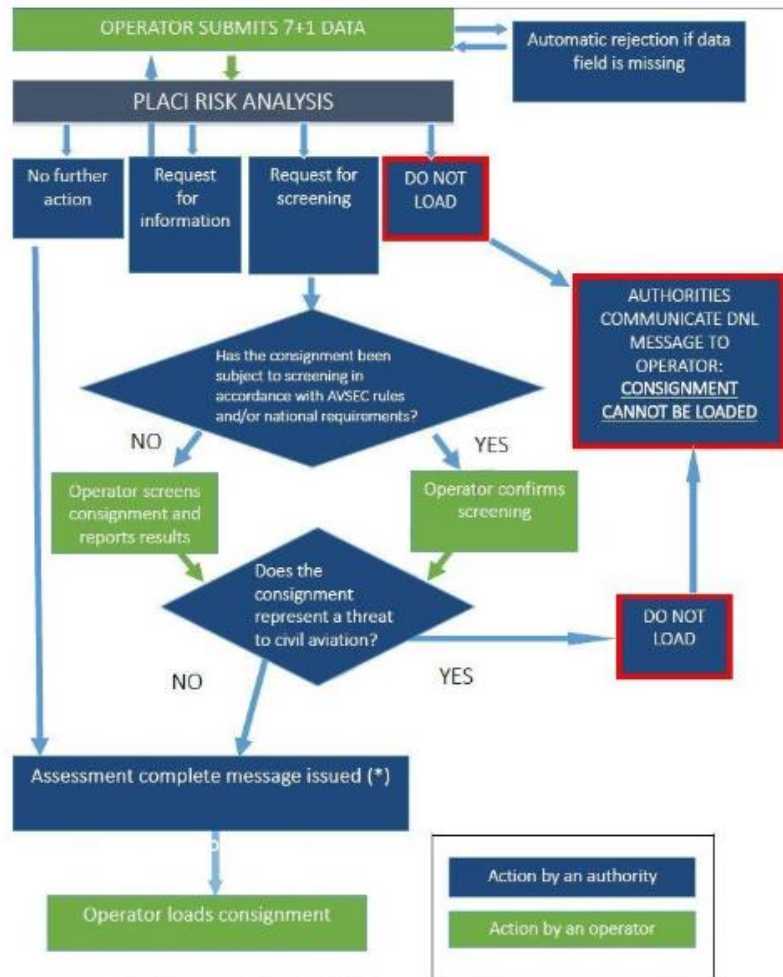 OPERATOR SUBMITS 7+1 DATA
Automatic rejection if data
field is missing
PLACI RISK ANALYSIS
No further
action
Request
for
information
Request for
screening
DO NOT
LOAD
AUTHORITIES
COMMUNICATE DNL
MESSAGE TO
OPERATOR:
CONSIGNMENT
CANNOT BE LOADED
Has the consignment been
subject to screening in
accordance with AVSEC rules
and/or national requirements?
NO
YES
Operator screens
consignment and
reports results
Operator confirms
screening
Does the
consignment
represent a threat
to civil aviation?
DO NOT
LOAD
NO
YES
Assessment complete message issued (*)
Operator loads consignment
Action by an authority
Action by an operator